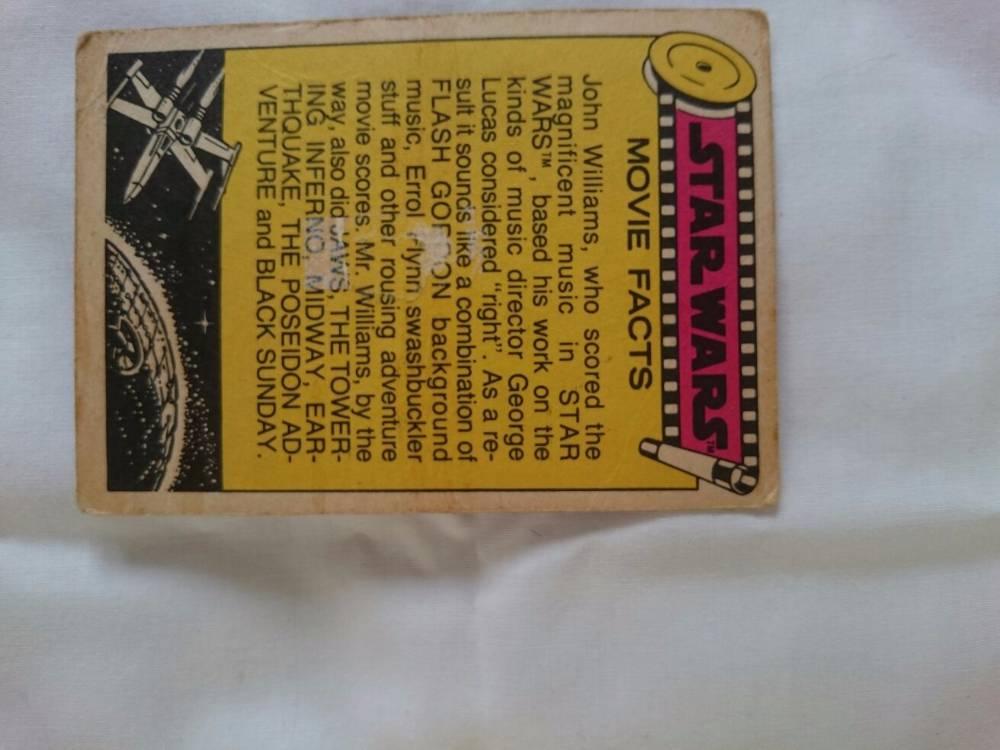 STAR WARS™
MOVIE FACTS
John Williams, who scored the
magnificent music in STAR
WARS™, based his work on the
kinds of music director George
Lucas considered "right". As a re-
sult it sounds like a combination of
FLASH GORDON background
music, Errol Flynn swashbuckler
stuff and other rousing adventure
movie scores. Mr. Williams, by the
way, also did JAWS, THE TOWER-
ING INFERNO, MIDWAY, EAR-
THQUAKE, THE POSEIDON AD-
VENTURE and BLACK SUNDAY.